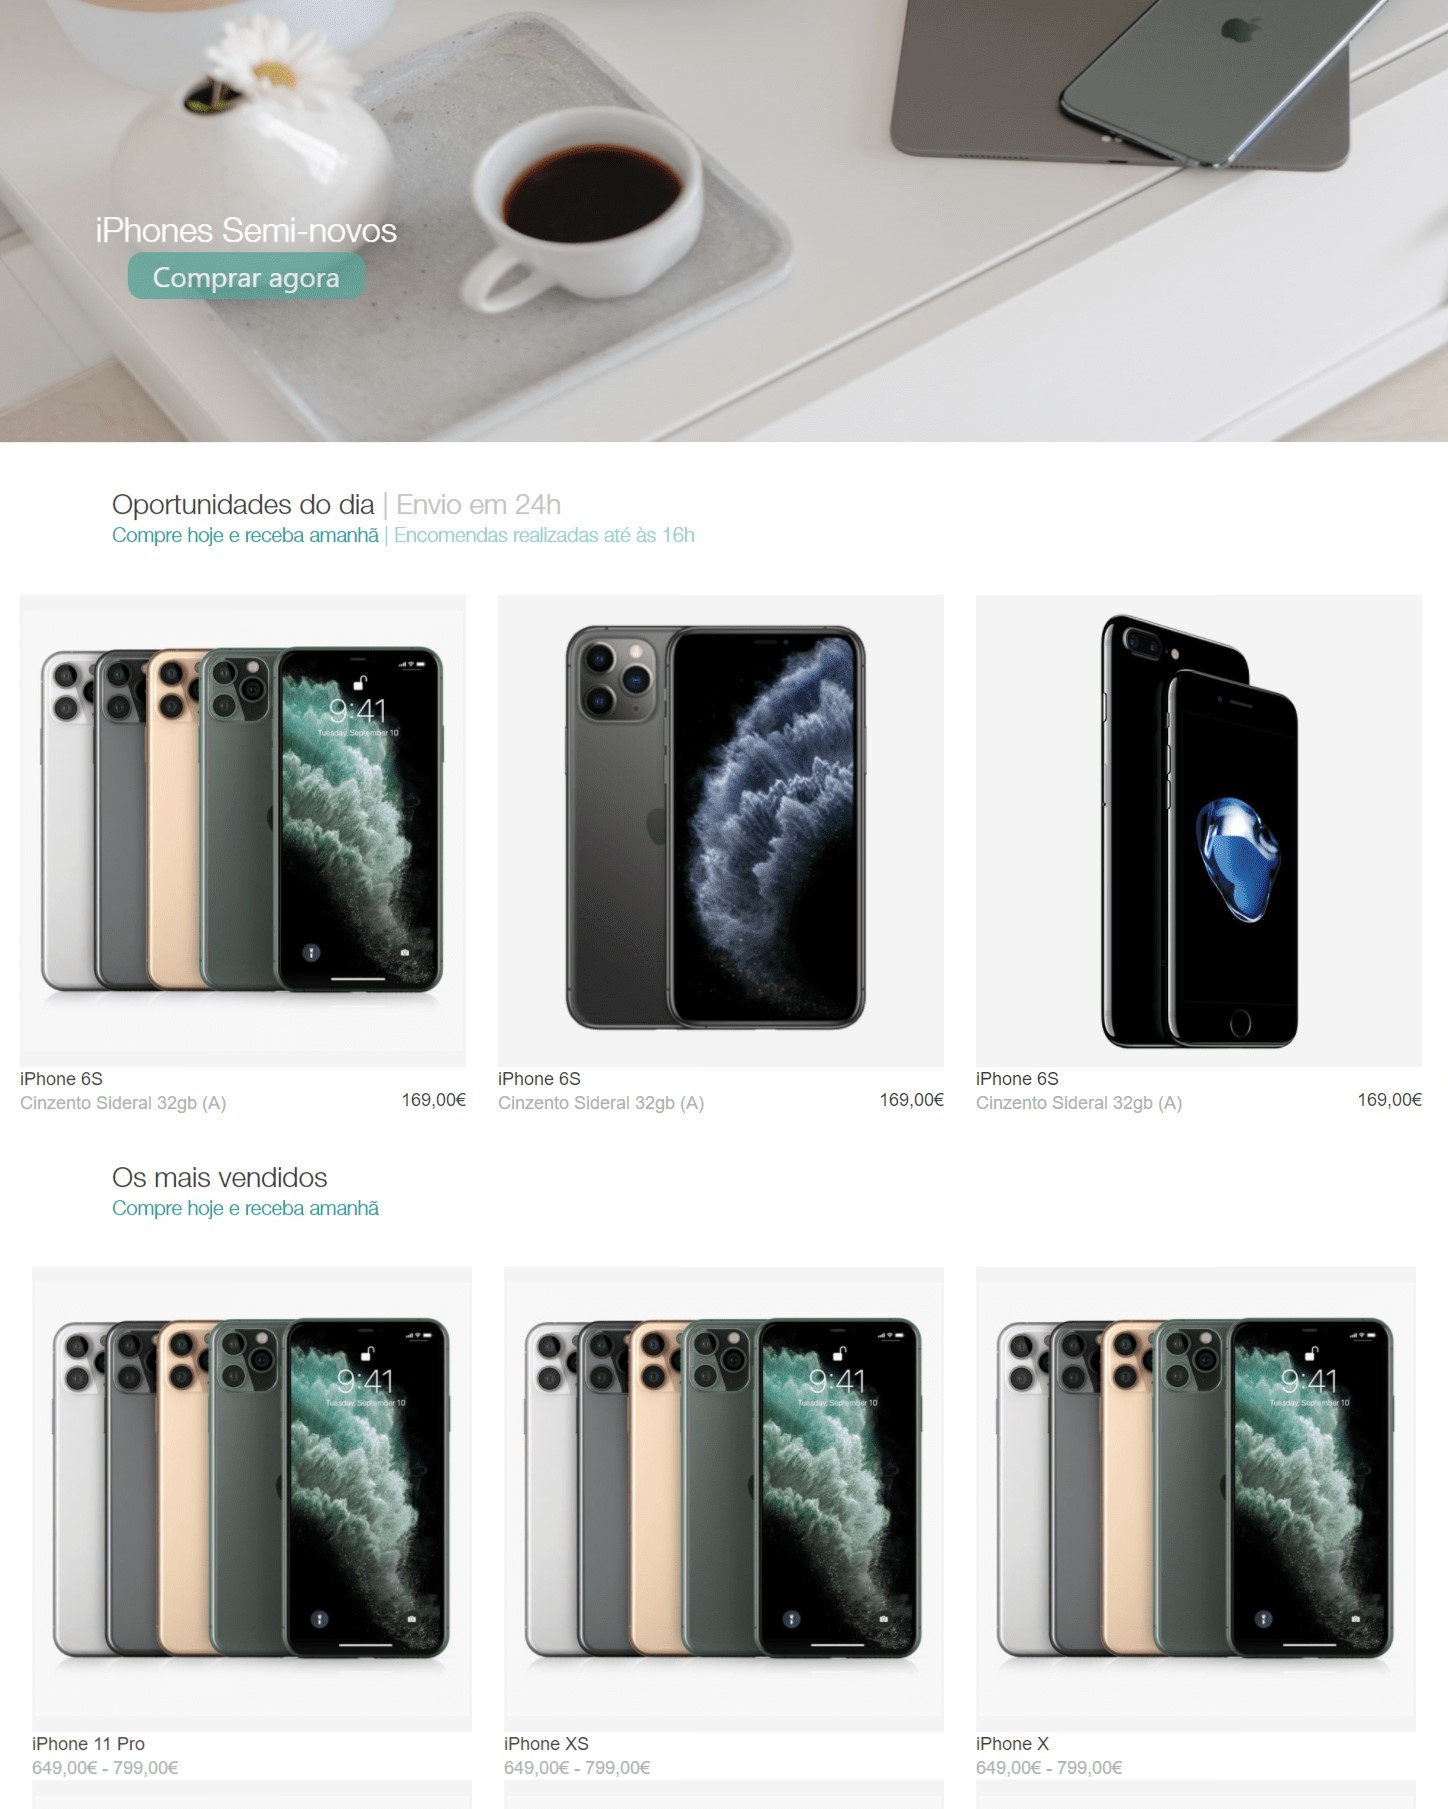 iPhones Semi-novos
Comprar agora
Oportunidades do dia | Envio em 24h
Compre hoje e receba amanhã | Encomendas realizadas até às 16h
9:41
Tuesday, September 10
iPhone 6S
Cinzento Sideral 32gb (A)
169,00€
iPhone 6S
Cinzento Sideral 32gb (A)
169,00€
iPhone 6S
Cinzento Sideral 32gb (A)
169,00€
Os mais vendidos
Compre hoje e receba amanhã
9:41
Tuesday, September 10
9:41
Tuesday, September 10
9:41
Tuesday, September 10
iPhone 11 Pro
649,00€ - 799,00€
iPhone XS
649,00€ - 799,00€
iPhone X
649,00€ - 799,00€